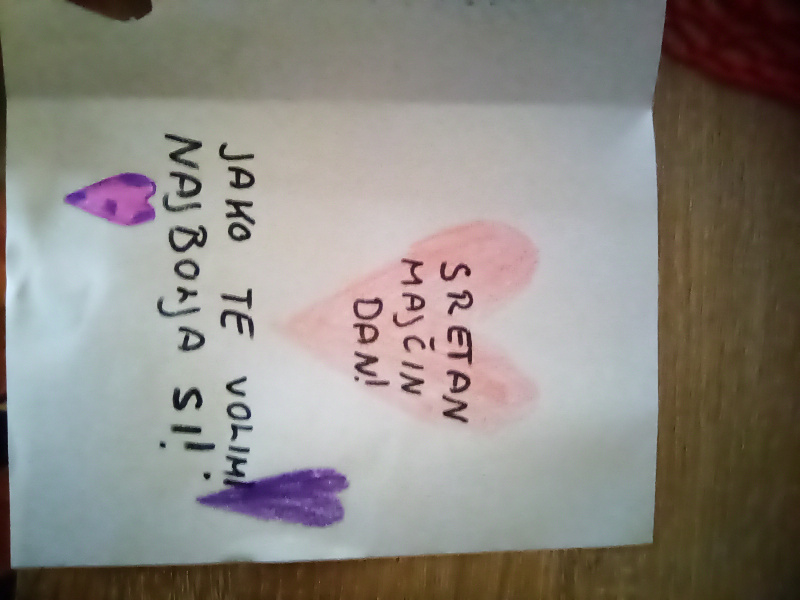 SRETAN
MAJČIN
DAN!
JAKO TE VOLIM!
NAJBOLJA SI!